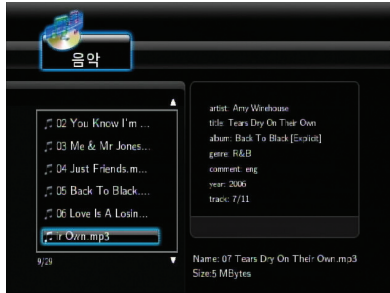 음악
02 You Know I'm ...
03 Me & Mr Jones...
04 Just Friends.m...
05 Back To Black....
06 Love Is A Losin...
ir Own.mp3
9/29
artist: Amy Winehouse
title: Tears Dry On Their Own
album: Back To Black [Explicit]
genre: R&B
comment: eng
year: 2006
track: 7/11
Name: 07 Tears Dry On Their Own.mp3
Size:5 MBytes